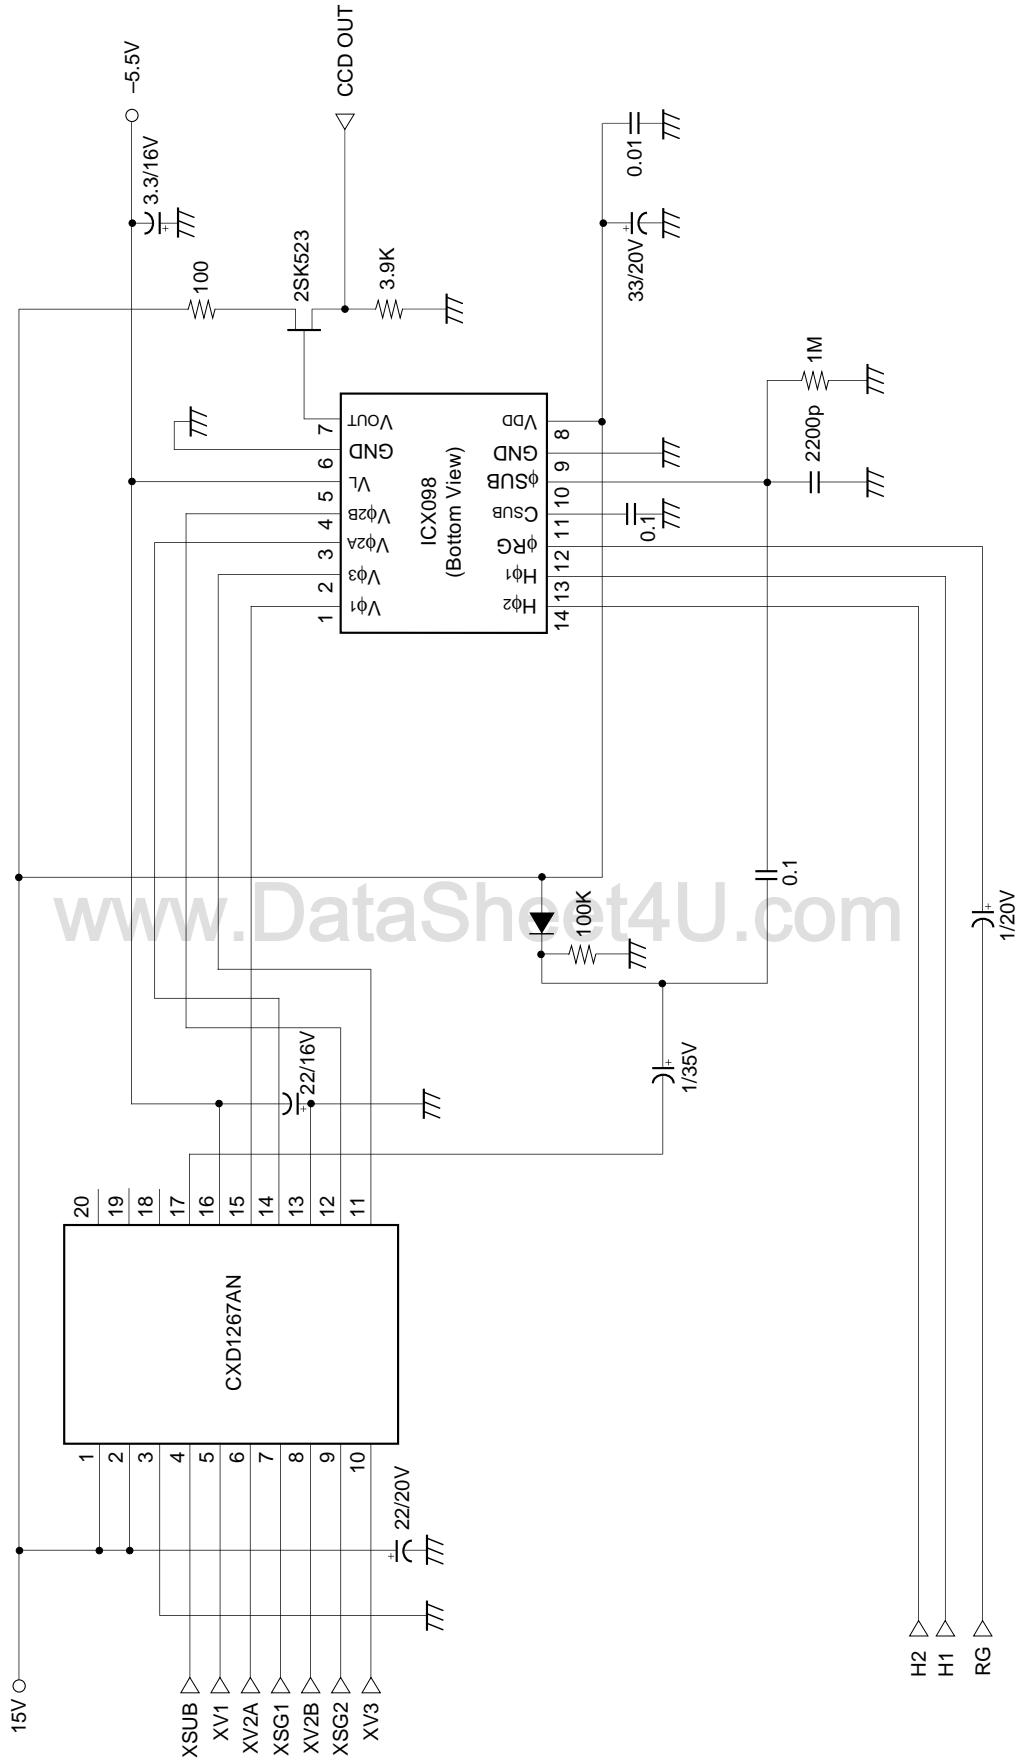 15V
XSUB
XV1
XV2A
XSG1
XV2B
XSG2
XV3
22/20V
1
2
3
4
5
6
7
8
9
10
CXD1267AN
20
19
18
17
16
15
14
13
12
11
22/16V
1/35V
100K
0.1
1/20V
www.DataSheet4U.com
–5.5V
3.3/16V
100
2SK523
CCD OUT
3.9K
1
2
3
4
5
6
7
Vφ1
Vφ3
Vφ2A
Vφ2B
VL
GND
VOUT
ICX098
(Bottom View)
Hφ2
Hφ1
φRG
CSUB
φSUB
GND
VDD
14
13
12
11
10
9
8
0.1
33/20V
0.01
2200p
1M
H2
H1
RG